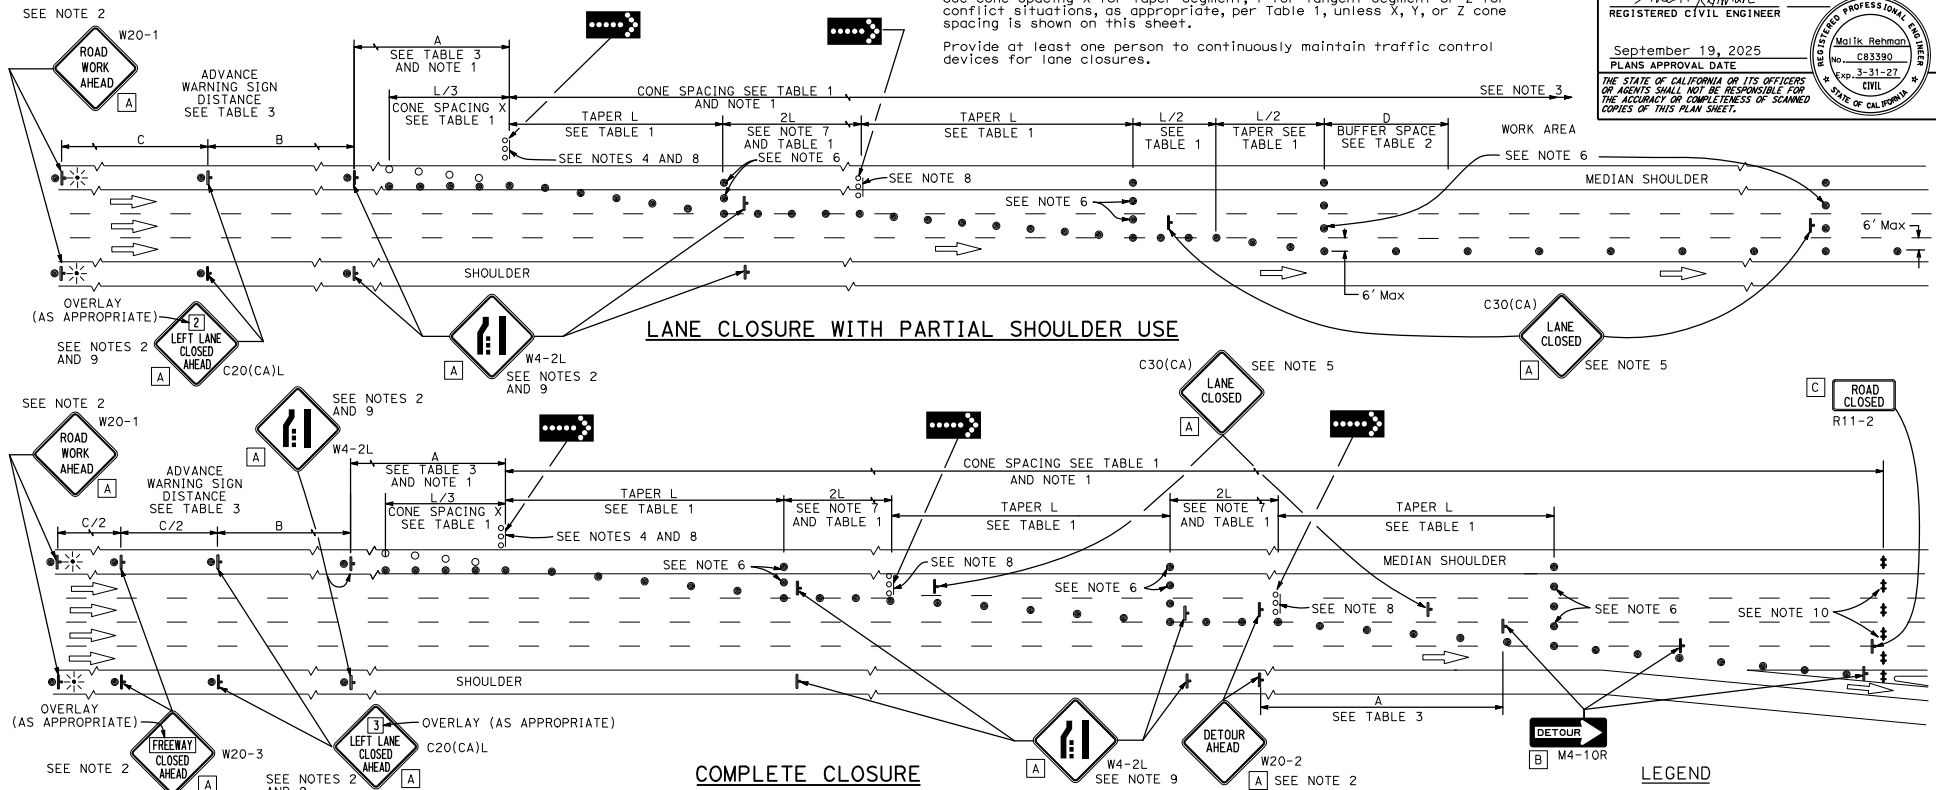 conflict situations, as appropriate, per Table 1, unless X, Y, or Z cone
spacing is shown on this sheet.
Provide at least one person to continuously maintain traffic control
devices for lane closures.
REGISTERED CIVIL ENGINEER
September 19, 2025
PLANS APPROVAL DATE
THE STATE OF CALIFORNIA OR ITS OFFICERS
OR AGENTS SHALL NOT BE RESPONSIBLE FOR
THE ACCURACY OR COMPLETENESS OF SCANNED
COPIES OF THIS PLAN SHEET.
REGISTERED PROFESSIONAL ENGINEER
Malik Rehman
No. C83390
Exp. 3-31-27
CIVIL
STATE OF CALIFORNIA
SEE NOTE 2
W20-1
ROAD
WORK
AHEAD
A
ADVANCE
WARNING SIGN
DISTANCE
SEE TABLE 3
A
SEE TABLE 3
AND NOTE 1
L/3
CONE SPACING X
SEE TABLE 1
CONE SPACING SEE TABLE 1
AND NOTE 1
SEE NOTE 3
TAPER L
SEE TABLE 1
2L
SEE NOTE 7
AND TABLE 1
TAPER L
SEE TABLE 1
L/2
SEE
TABLE 1
L/2
TAPER SEE
TABLE 1
D
BUFFER SPACE
SEE TABLE 2
WORK AREA
C
B
SEE NOTES 4 AND 8
SEE NOTE 6
SEE NOTE 8
SEE NOTE 6
SEE NOTE 6
MEDIAN SHOULDER
6' Max
SHOULDER
6' Max
OVERLAY
(AS APPROPRIATE)
2
LEFT LANE
CLOSED
AHEAD
SEE NOTES 2
AND 9
A
C20(CA)L
A
W4-2L
SEE NOTES 2
AND 9
LANE CLOSURE WITH PARTIAL SHOULDER USE
C30(CA)
LANE
CLOSED
A
SEE NOTE 5
SEE NOTE 2
W20-1
ROAD
WORK
AHEAD
A
SEE NOTES 2
AND 9
A
W4-2L
C30(CA)
LANE
CLOSED
SEE NOTE 5
A
C
ROAD
CLOSED
R11-2
ADVANCE
WARNING SIGN
DISTANCE
SEE TABLE 3
A
SEE TABLE 3
AND NOTE 1
L/3
CONE SPACING X
SEE TABLE 1
CONE SPACING SEE TABLE 1
AND NOTE 1
TAPER L
SEE TABLE 1
2L
SEE NOTE 7
AND TABLE 1
TAPER L
SEE TABLE 1
2L
SEE NOTE 7
AND TABLE 1
TAPER L
SEE TABLE 1
C/2
C/2
B
SEE NOTES 4 AND 8
SEE NOTE 6
SEE NOTE 8
SEE NOTE 6
MEDIAN SHOULDER
SEE NOTE 8
SEE NOTE 6
SEE NOTE 10
SHOULDER
A
SEE TABLE 3
OVERLAY
(AS APPROPRIATE)
FREEWAY
CLOSED
AHEAD
W20-3
SEE NOTE 2
A
3
LEFT LANE
CLOSED
AHEAD
OVERLAY (AS APPROPRIATE)
C20(CA)L
SEE NOTES 2
A
COMPLETE CLOSURE
A
W4-2L
SEE NOTE 9
DETOUR
AHEAD
W20-2
A
SEE NOTE 2
DETOUR
B
M4-10R
LEGEND